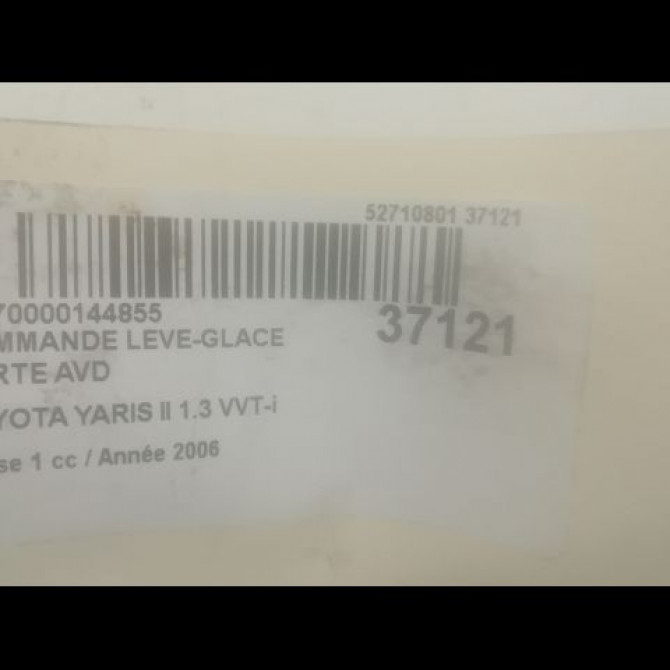 52710801 37121
70000144855
37121
MMANDE LEVE-GLACE
RTE AVD
YOTA YARIS II 1.3 VVT-i
se 1 cc / Année 2006